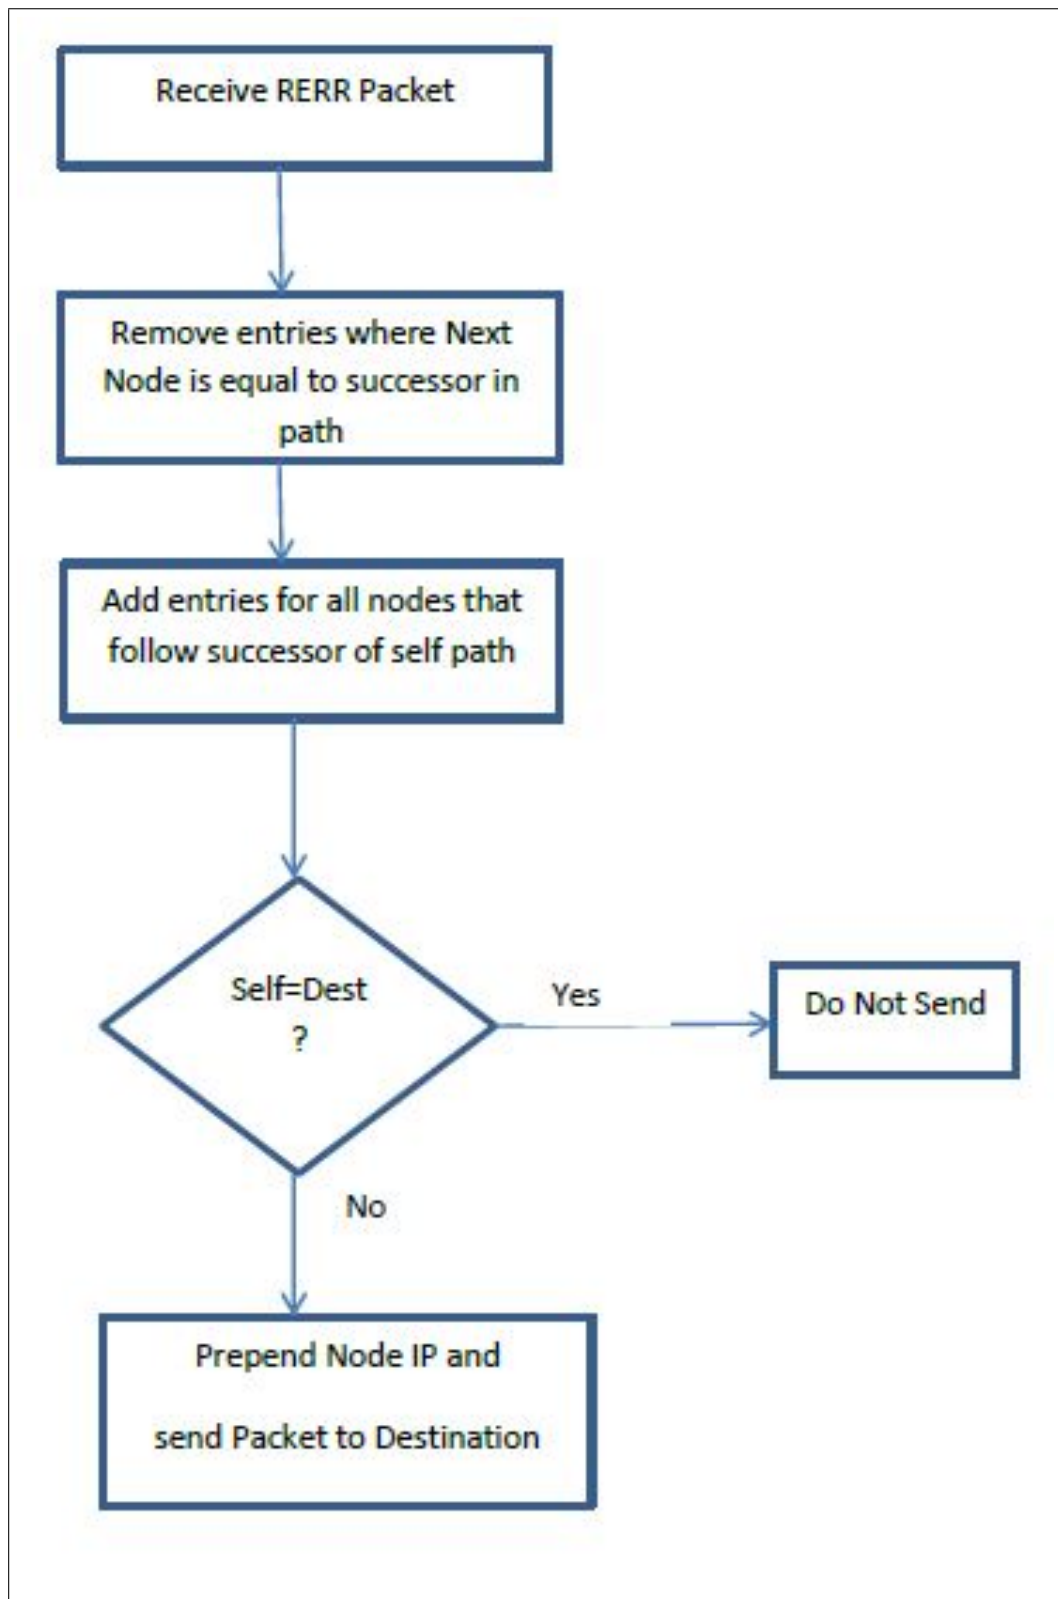 Receive RERR Packet
Remove entries where Next
Node is equal to successor in
path
Add entries for all nodes that
follow successor of self path
Self=Dest
?
Yes
Do Not Send
No
Prepend Node IP and
send Packet to Destination